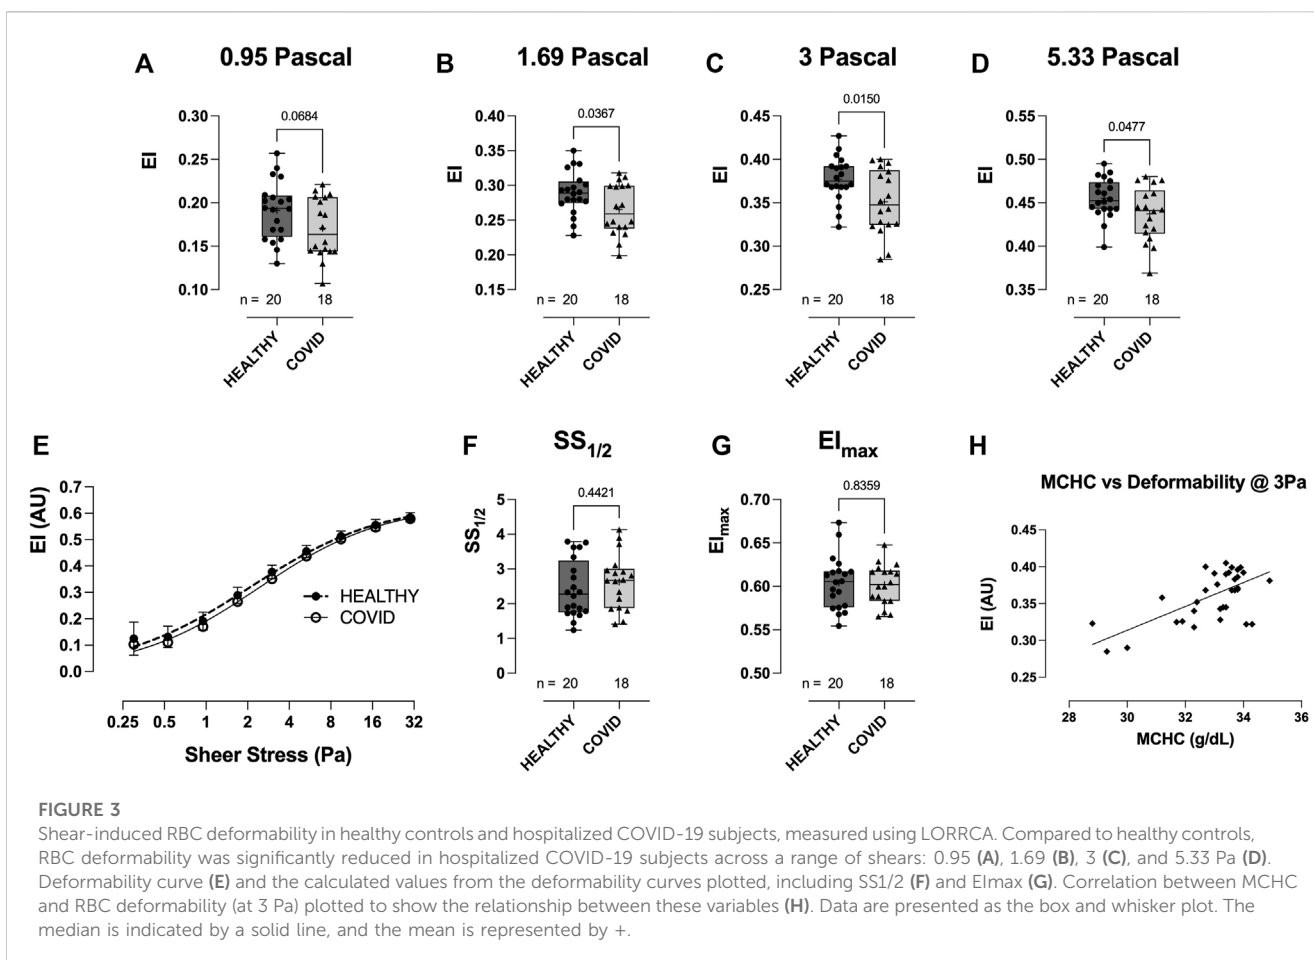 A 0.95 Pascal
0.30
0.25
0.20
0.15
0.10
EI
0.0684
n = 20 18
HEALTHY
COVID
B 1.69 Pascal
0.40
0.35
0.30
0.25
0.20
0.15
EI
0.0367
n = 20 18
HEALTHY
COVID
C 3 Pascal
0.45
0.40
0.35
0.30
0.25
EI
0.0150
n = 20 18
HEALTHY
COVID
D 5.33 Pascal
0.55
0.50
0.45
0.40
0.35
EI
0.0477
n = 20 18
HEALTHY
COVID
E
0.7
0.6
0.5
0.4
0.3
0.2
0.1
0.0
EI (AU)
HEALTHY
COVID
0.25 0.5 1 2 4 8 16 32
Sheer Stress (Pa)
F SS1/2
5
4
3
2
1
0
SS1/2
0.4421
n = 20 18
HEALTHY
COVID
G EImax
0.70
0.65
0.60
0.55
0.50
EImax
0.8359
n = 20 18
HEALTHY
COVID
H
MCHC vs Deformability @ 3Pa
0.45
0.40
0.35
0.30
0.25
EI (AU)
28 30 32 34 36
MCHC (g/dL)
FIGURE 3
Shear-induced RBC deformability in healthy controls and hospitalized COVID-19 subjects, measured using LORRCA. Compared to healthy controls,
RBC deformability was significantly reduced in hospitalized COVID-19 subjects across a range of shears: 0.95 (A), 1.69 (B), 3 (C), and 5.33 Pa (D).
Deformability curve (E) and the calculated values from the deformability curves plotted, including SS1/2 (F) and EImax (G). Correlation between MCHC
and RBC deformability (at 3 Pa) plotted to show the relationship between these variables (H). Data are presented as the box and whisker plot. The
median is indicated by a solid line, and the mean is represented by +.